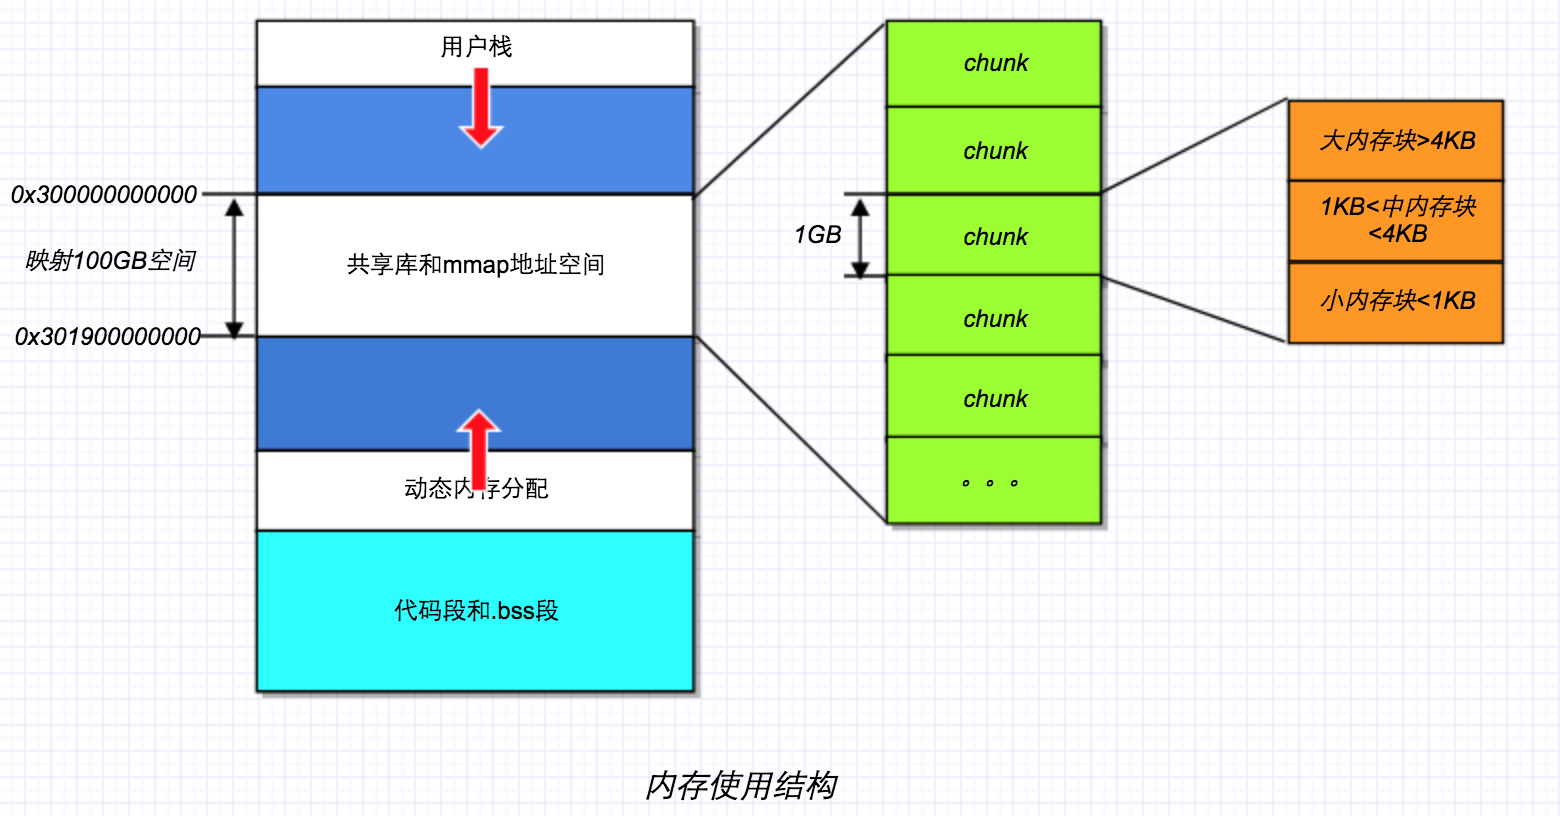 用户栈
0x300000000000
映射100GB空间
共享库和mmap地址空间
0x301900000000
动态内存分配
代码段和.bss段
chunk
chunk
1GB
chunk
chunk
chunk
。。。
大内存块>4KB
1KB<中内存块
<4KB
小内存块<1KB
内存使用结构